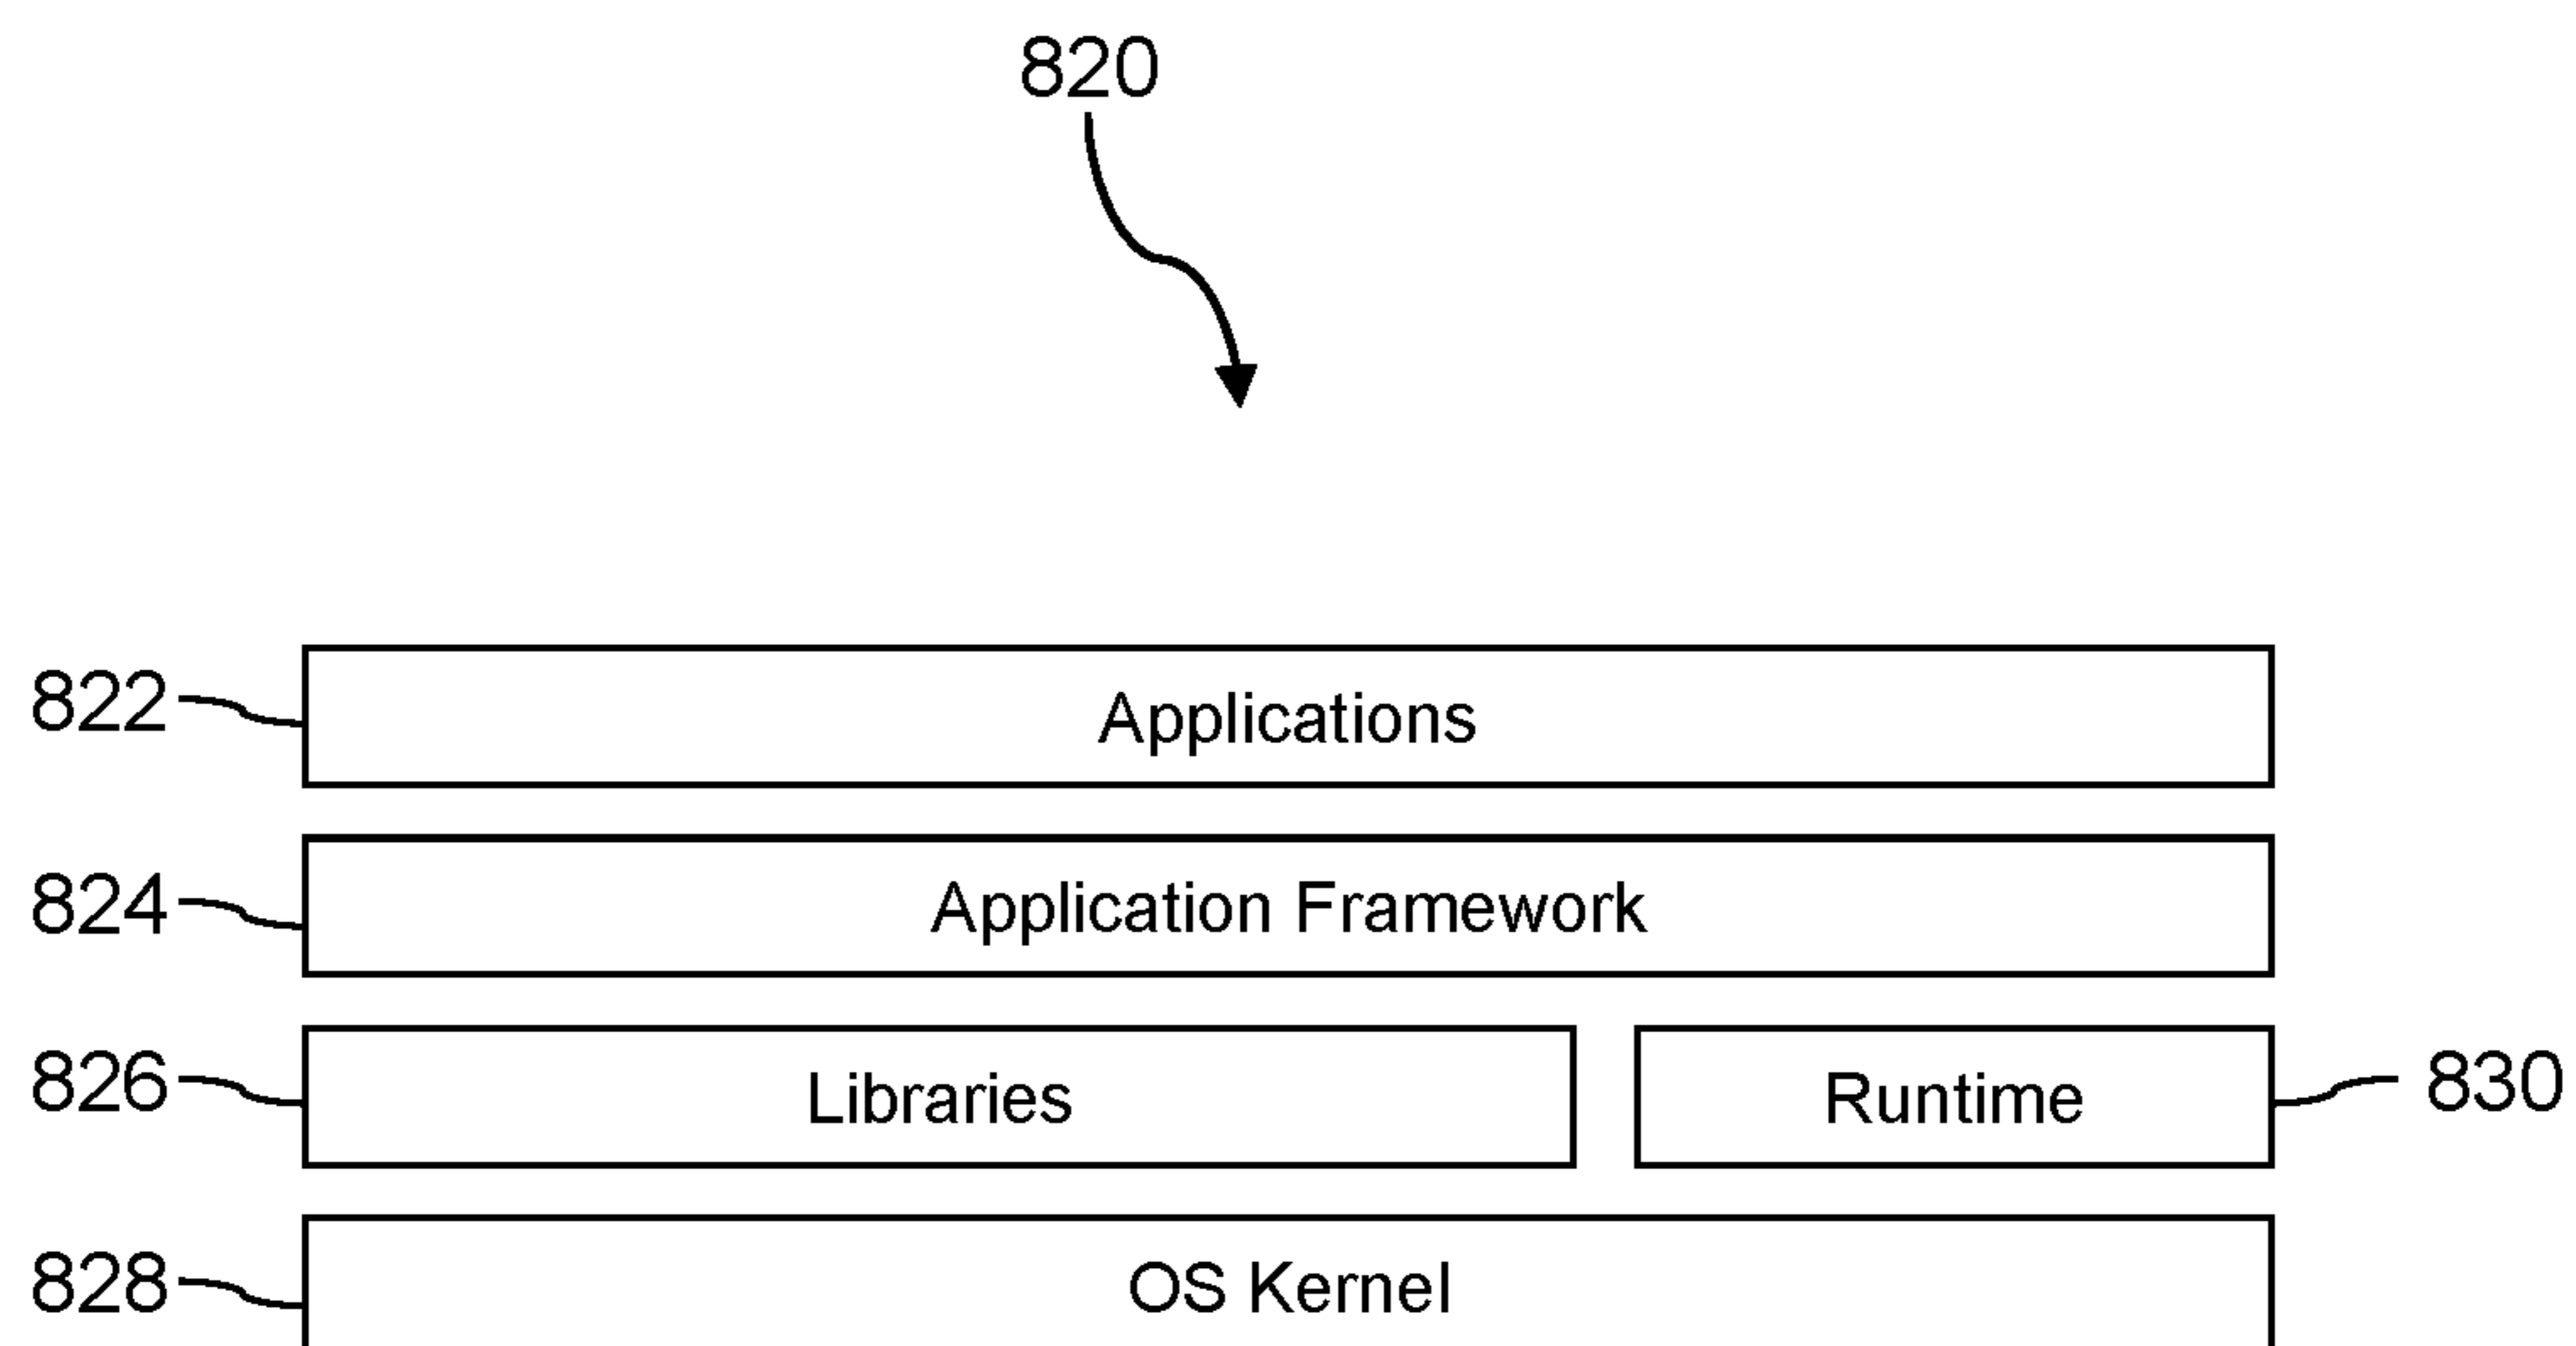 820
822 Applications
824 Application Framework
826 Libraries Runtime 830
828 OS Kernel